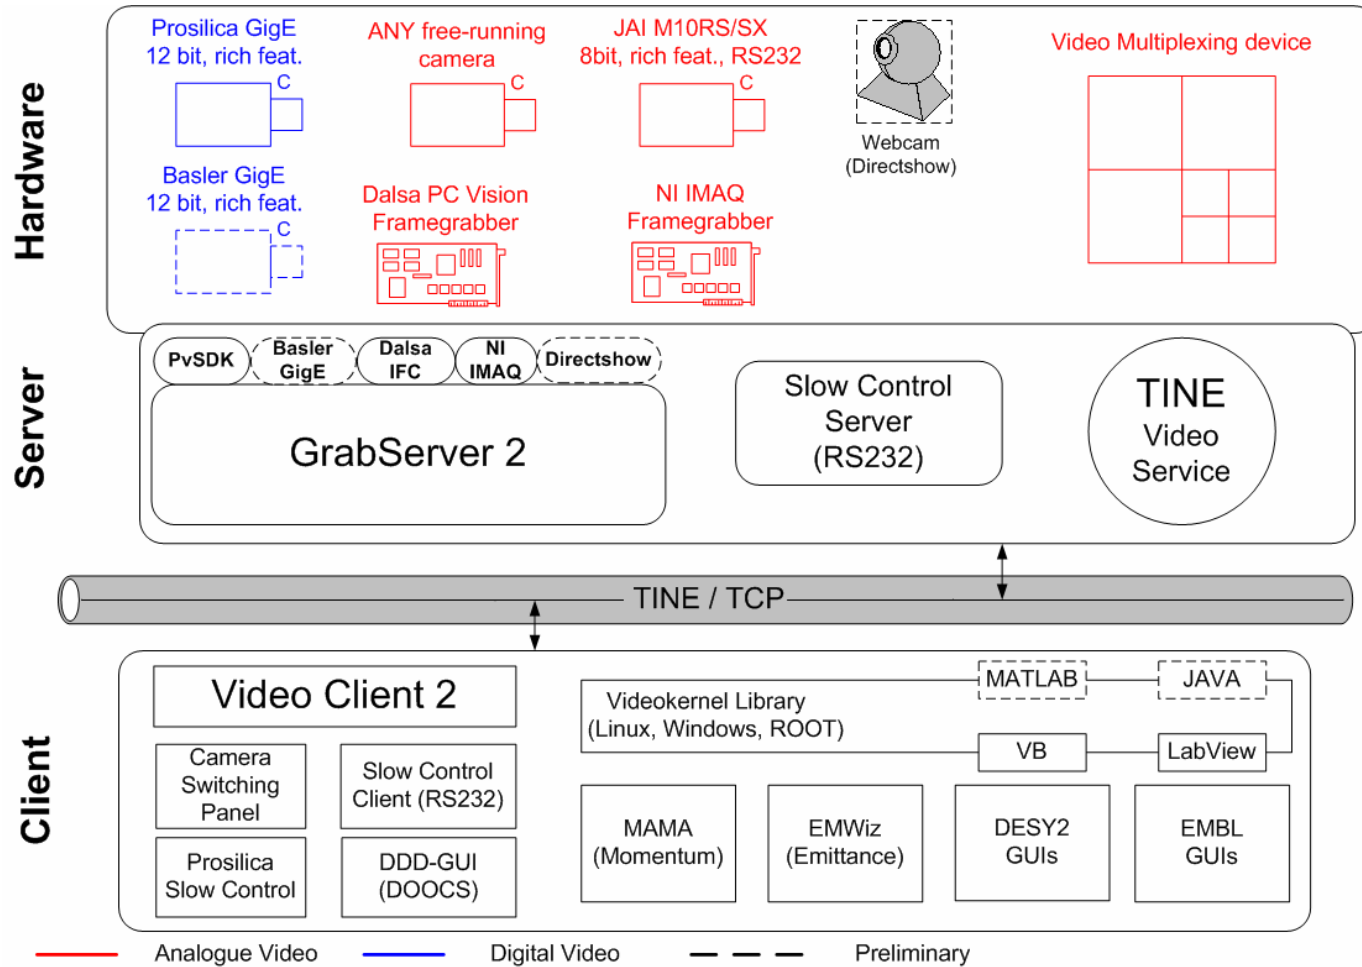 Hardware
Prosilica GigE
12 bit, rich feat.
C
ANY free-running
camera
C
JAI M10RS/SX
8bit, rich feat., RS232
C
Webcam
(Directshow)
Video Multiplexing device
Basler GigE
12 bit, rich feat.
C
Dalsa PC Vision
Framegrabber
NI IMAQ
Framegrabber
Server
PvSDK
Basler
GigE
Dalsa
IFC
NI
IMAQ
Directshow
GrabServer 2
Slow Control
Server
(RS232)
TINE
Video
Service
TINE / TCP
Client
Video Client 2
Camera
Switching
Panel
Slow Control
Client (RS232)
Prosilica
Slow Control
DDD-GUI
(DOOCS)
Videokernel Library
(Linux, Windows, ROOT)
MATLAB
JAVA
VB
LabView
MAMA
(Momentum)
EMWiz
(Emittance)
DESY2
GUIs
EMBL
GUIs
Analogue Video
Digital Video
Preliminary